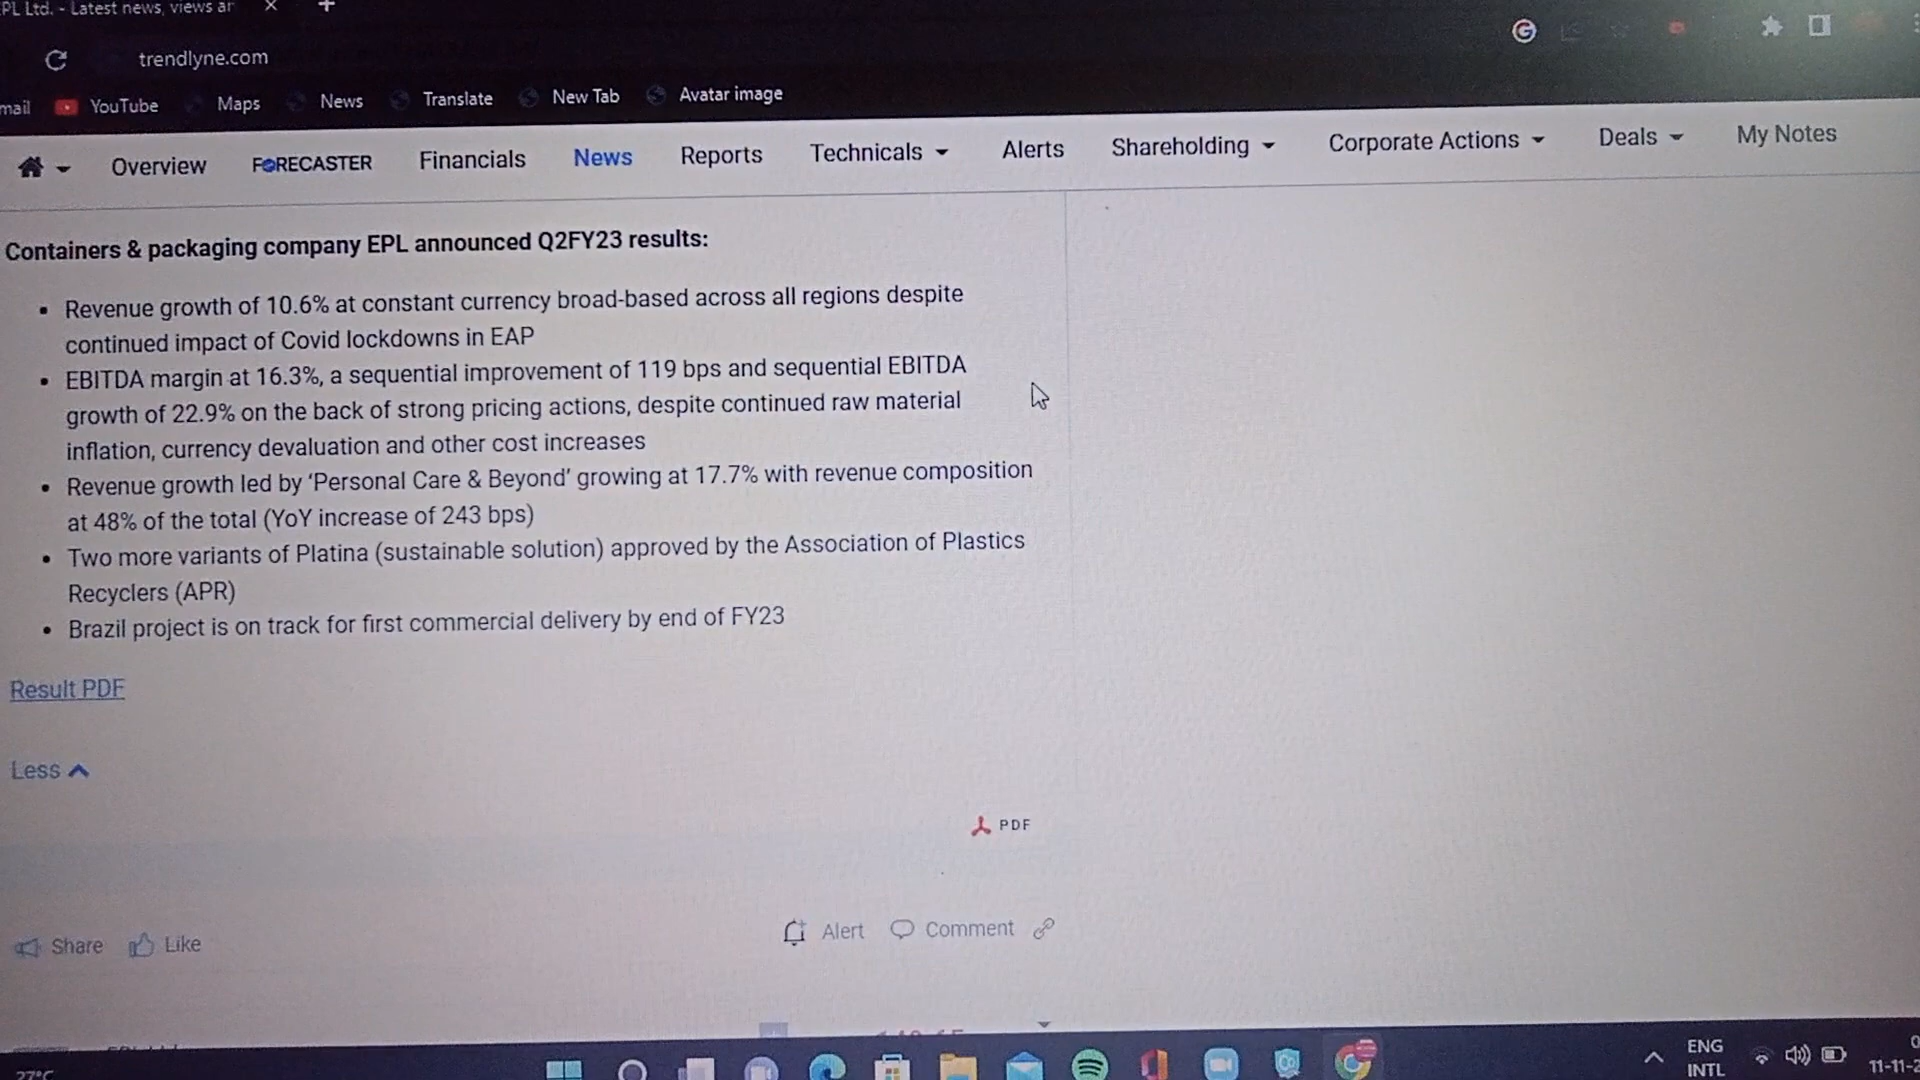 PL Ltd. - Latest news, views ar
trendlyne.com
mail YouTube Maps News Translate New Tab Avatar image
Overview FORECASTER Financials News Reports Technicals Alerts Shareholding Corporate Actions Deals My Notes
Containers & packaging company EPL announced Q2FY23 results:
• Revenue growth of 10.6% at constant currency broad-based across all regions despite
continued impact of Covid lockdowns in EAP
• EBITDA margin at 16.3%, a sequential improvement of 119 bps and sequential EBITDA
growth of 22.9% on the back of strong pricing actions, despite continued raw material
inflation, currency devaluation and other cost increases
• Revenue growth led by ‘Personal Care & Beyond’ growing at 17.7% with revenue composition
at 48% of the total (YoY increase of 243 bps)
• Two more variants of Platina (sustainable solution) approved by the Association of Plastics
Recyclers (APR)
• Brazil project is on track for first commercial delivery by end of FY23
Result PDF
Less
PDF
Share Like Alert Comment
27°C
ENG
INTL
11-11-2